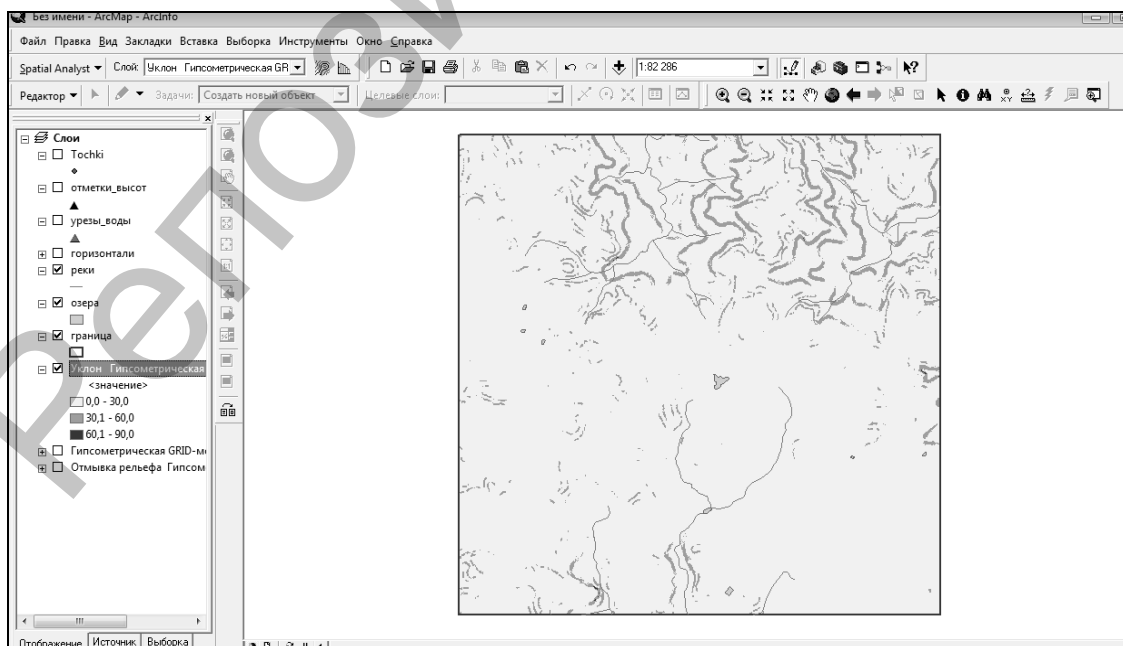 Без имени - ArcMap - ArcInfo
Файл Правка Вид Закладки Вставка Выборка Инструменты Окно Справка
Spatial Analyst Слой: Уклон Гипсометрическая GR 1:82 286
Редактор Задачи: Создать новый объект Целевые слои:
Слои
Tochki
отметки_высот
урезы_воды
горизонтали
реки
озера
граница
Уклон Гипсометрическая
<значение>
0,0 - 30,0
30,1 - 60,0
60,1 - 90,0
Гипсометрическая GRID-м
Отмывка рельефа Гипсом
Отображение Источник Выборка
Репози